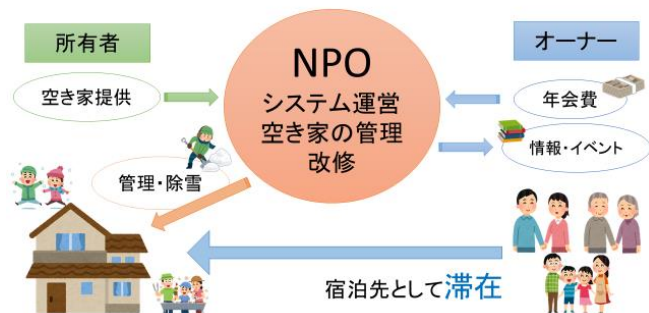 所有者
オーナー
NPO
システム運営
空き家の管理
改修
空き家提供
年会費
情報・イベント
管理・除雪
宿泊先として滞在